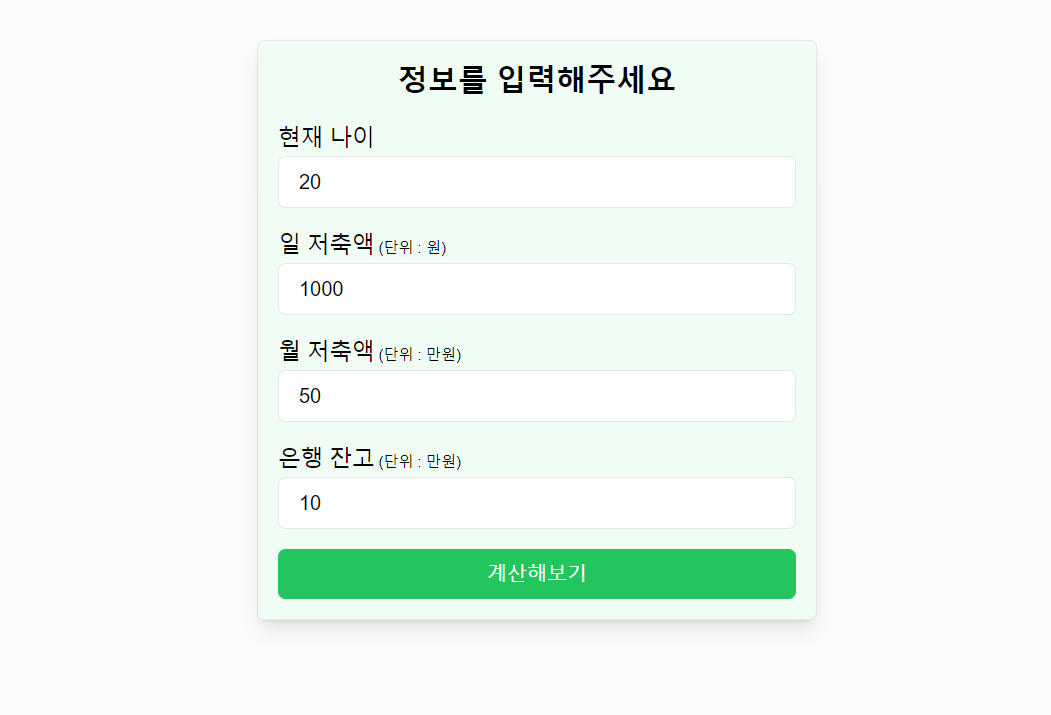 정보를 입력해주세요
현재 나이
20
일 저축액 (단위 : 원)
1000
월 저축액 (단위 : 만원)
50
은행 잔고 (단위 : 만원)
10
계산해보기